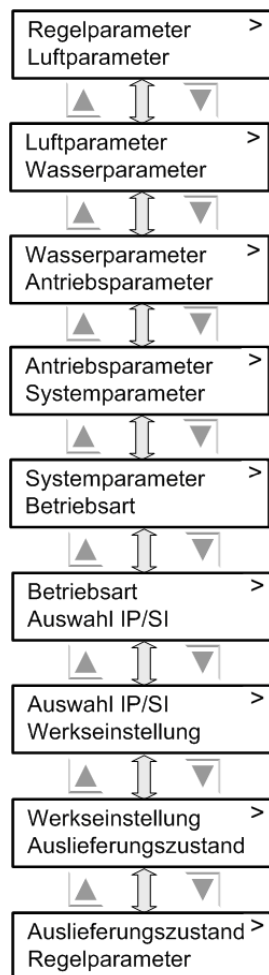 Regelparameter >
Luftparameter
Luftparameter >
Wasserparameter
Wasserparameter >
Antriebsparameter
Antriebsparameter >
Systemparameter
Systemparameter >
Betriebsart
Betriebsart >
Auswahl IP/SI
Auswahl IP/SI >
Werkseinstellung
Werkseinstellung >
Auslieferungszustand
Auslieferungszustand >
Regelparameter